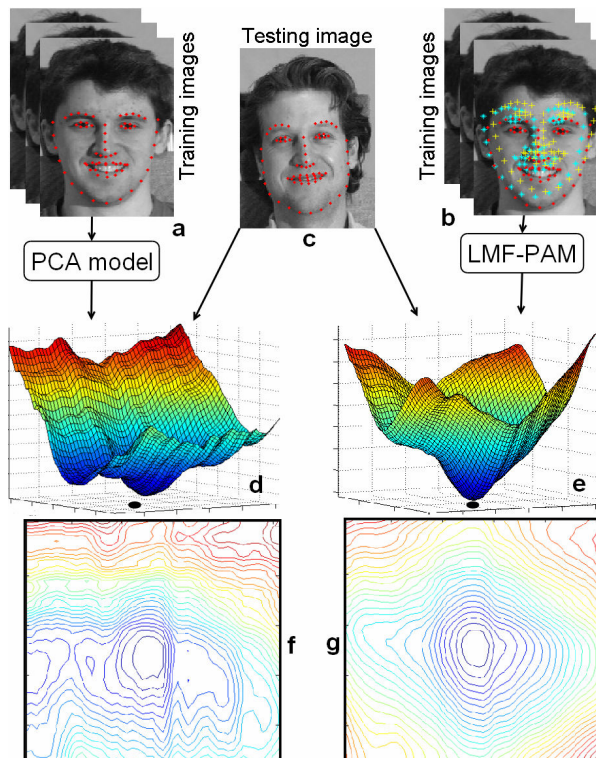 Training images
Testing image
Training images
a
b
c
PCA model
LMF-PAM
d
e
f
g